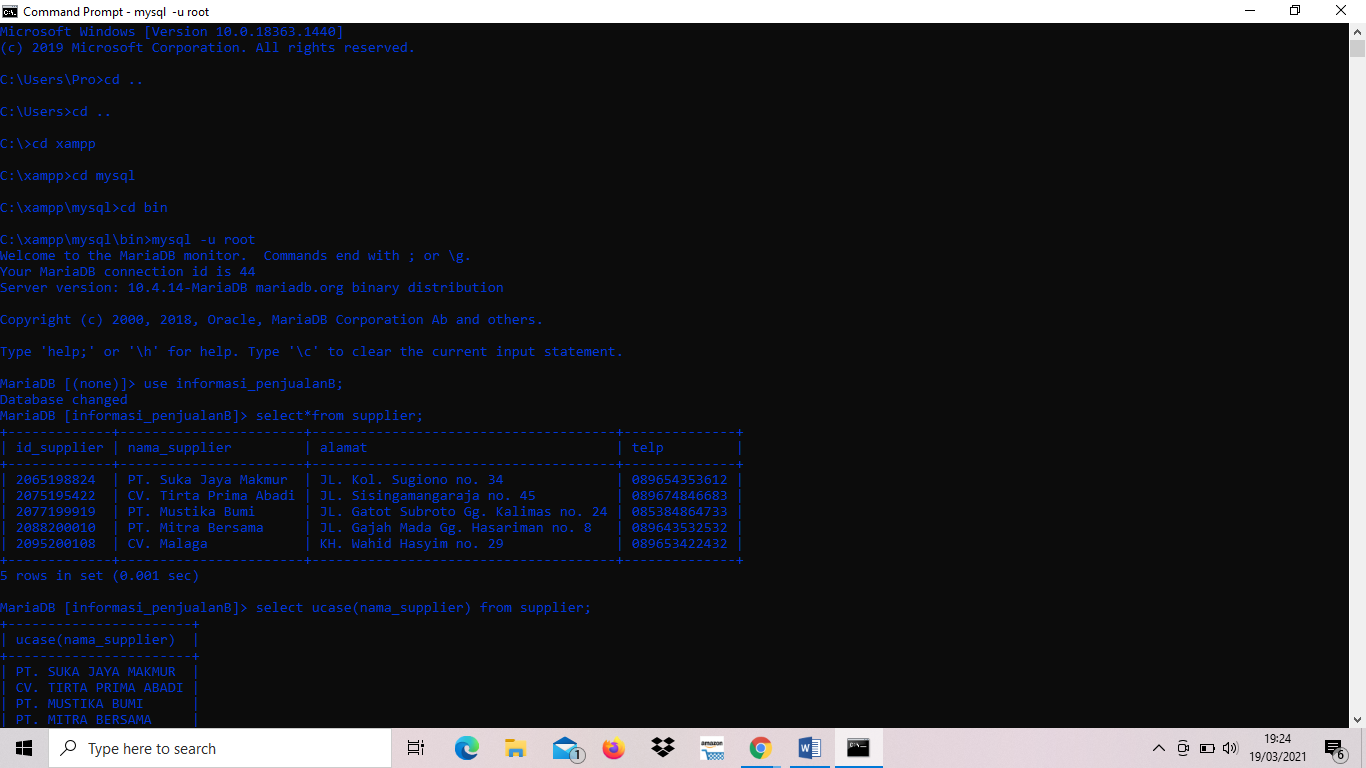 Command Prompt - mysql  -u root
Microsoft Windows [Version 10.0.18363.1440]
(c) 2019 Microsoft Corporation. All rights reserved.
C:\Users\Pro>cd ..
C:\Users>cd ..
C:\>cd xampp
C:\xampp>cd mysql
C:\xampp\mysql>cd bin
C:\xampp\mysql\bin>mysql -u root
Welcome to the MariaDB monitor.  Commands end with ; or \g.
Your MariaDB connection id is 44
Server version: 10.4.14-MariaDB mariadb.org binary distribution
Copyright (c) 2000, 2018, Oracle, MariaDB Corporation Ab and others.
Type 'help;' or '\h' for help. Type '\c' to clear the current input statement.
MariaDB [(none)]> use informasi_penjualanB;
Database changed
MariaDB [informasi_penjualanB]> select*from supplier;
+-------------+-----------------------+--------------------------------------+--------------+
| id_supplier | nama_supplier         | alamat                               | telp         |
+-------------+-----------------------+--------------------------------------+--------------+
| 2065198824  | PT. Suka Jaya Makmur  | JL. Kol. Sugiono no. 34              | 089654353612 |
| 2075195422  | CV. Tirta Prima Abadi | JL. Sisingamangaraja no. 45          | 089674846683 |
| 2077199919  | PT. Mustika Bumi      | JL. Gatot Subroto Gg. Kalimas no. 24 | 085384864733 |
| 2088200010  | PT. Mitra Bersama     | JL. Gajah Mada Gg. Hasariman no. 8   | 089643532532 |
| 2095200108  | CV. Malaga            | KH. Wahid Hasyim no. 29              | 089653422432 |
+-------------+-----------------------+--------------------------------------+--------------+
5 rows in set (0.001 sec)
MariaDB [informasi_penjualanB]> select ucase(nama_supplier) from supplier;
+-----------------------+
| ucase(nama_supplier)  |
+-----------------------+
| PT. SUKA JAYA MAKMUR  |
| CV. TIRTA PRIMA ABADI |
| PT. MUSTIKA BUMI      |
| PT. MITRA BERSAMA     |
Type here to search
1
amazon
19:24
19/03/2021
6